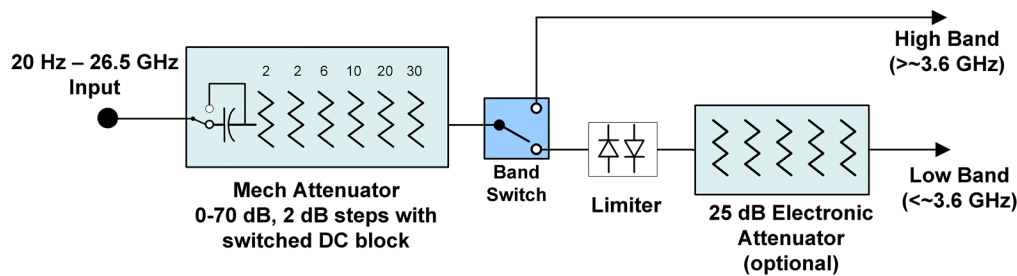 20 Hz – 26.5 GHz
Input
2 2 6 10 20 30
Mech Attenuator
0-70 dB, 2 dB steps with
switched DC block
Band
Switch
Limiter
25 dB Electronic
Attenuator
(optional)
High Band
(>~3.6 GHz)
Low Band
(<~3.6 GHz)